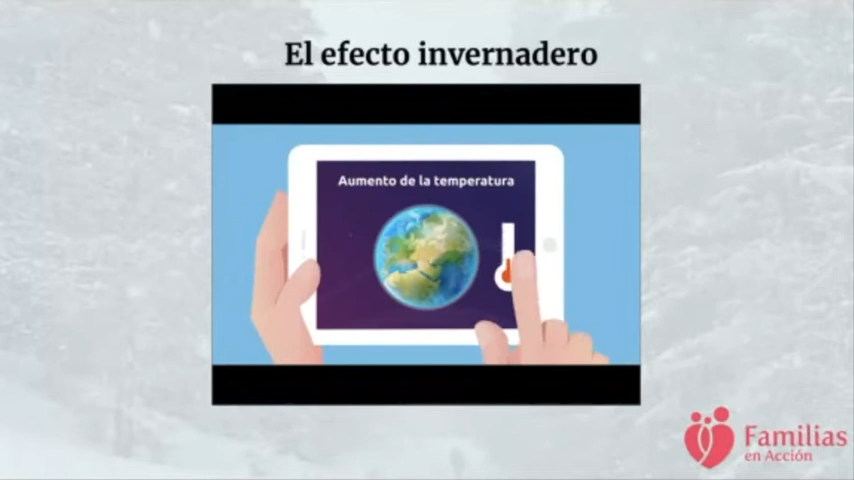 El efecto invernadero
Aumento de la temperatura
Familias
en Acción